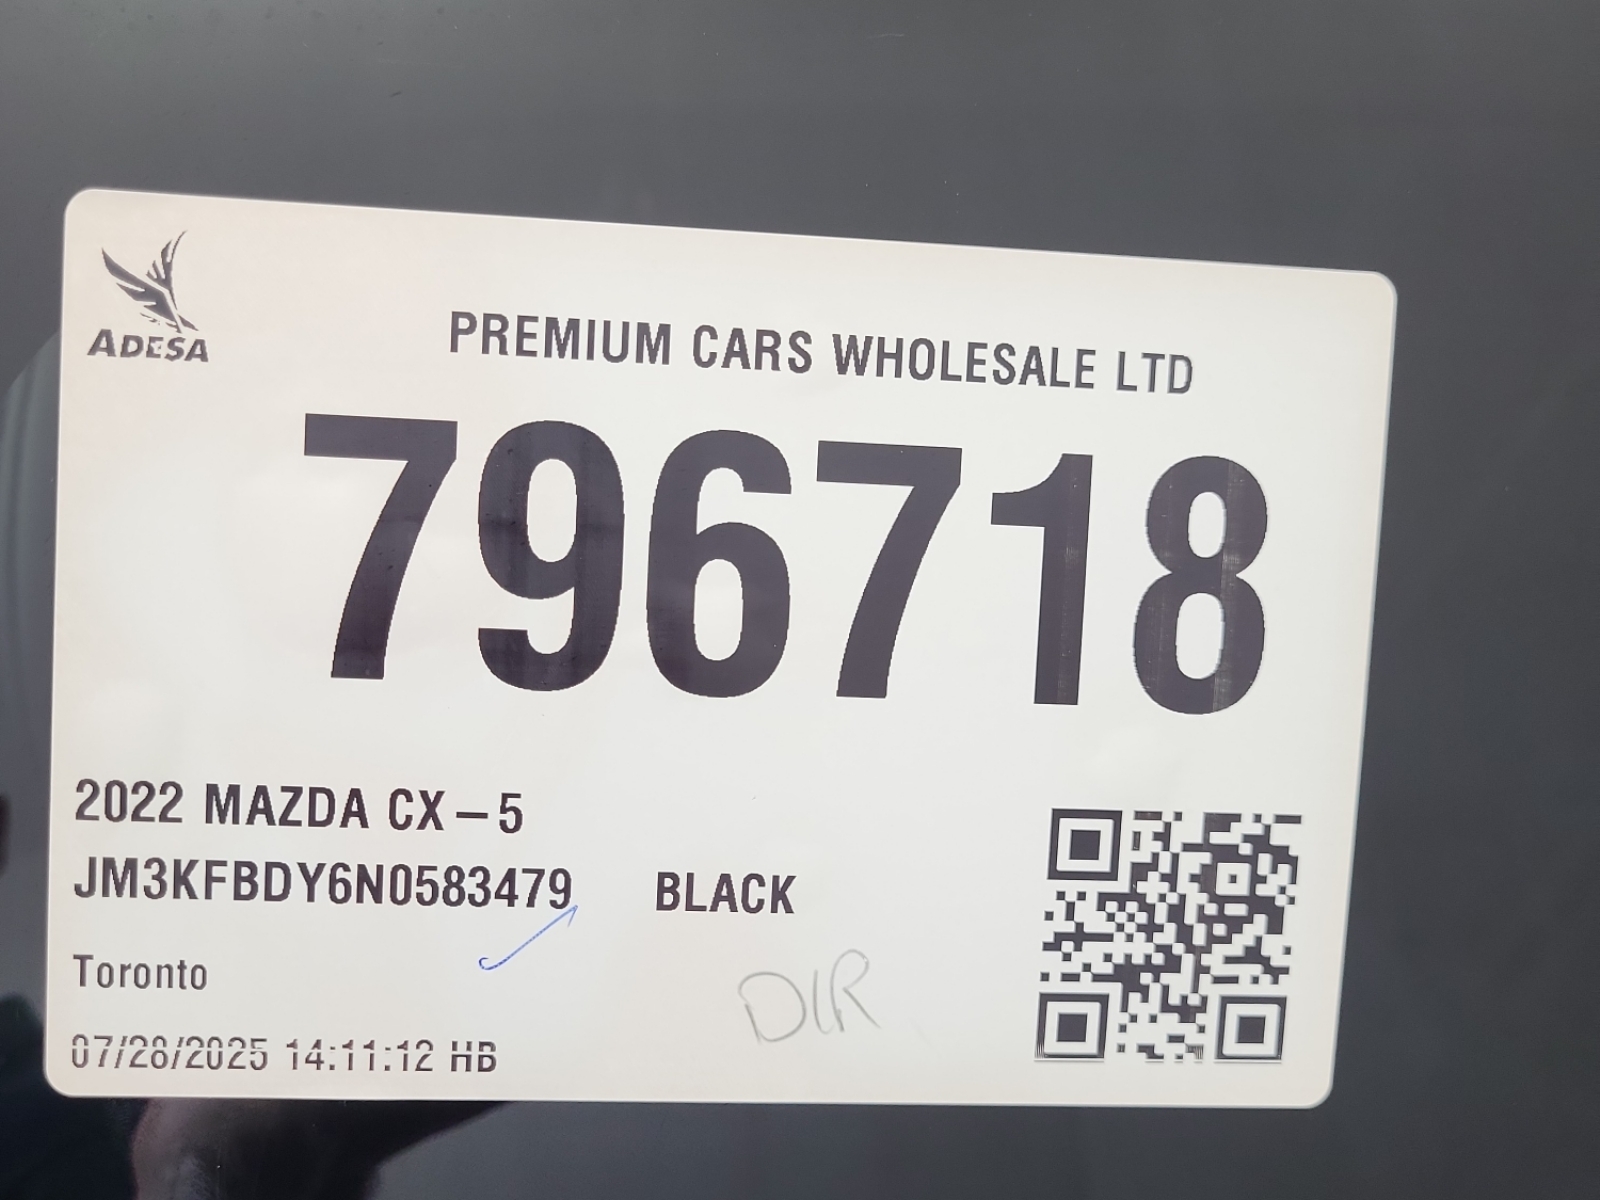 ADESA
PREMIUM CARS WHOLESALE LTD
796718
2022 MAZDA CX-5
JM3KFBDY6N0583479 BLACK
Toronto
DLR
07/28/2025 14:11:12 HB